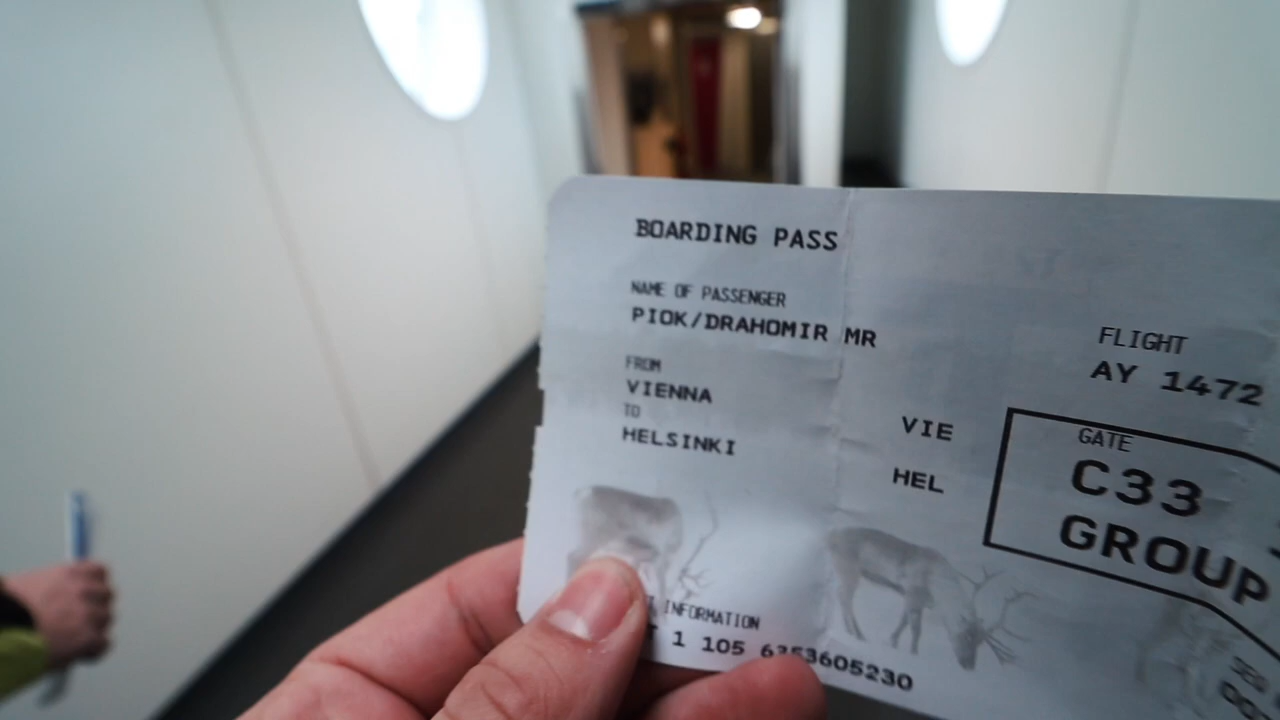 BOARDING PASS
NAME OF PASSENGER
PIOK/DRAHOMIR MR
FROM
VIENNA
TO
HELSINKI
VIE
HEL
FLIGHT
AY 1472
GATE
C33
GROUP
INFORMATION
1 105 6353605230